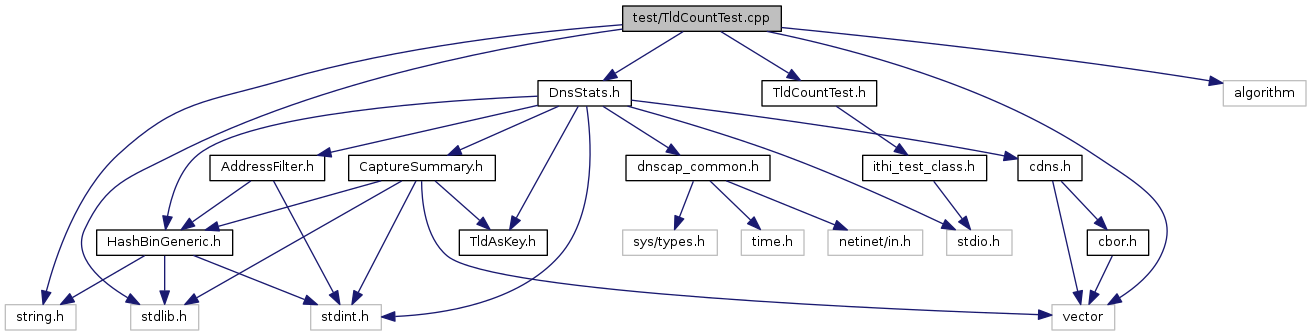 test/TldCountTest.cpp
DnsStats.h
TldCountTest.h
algorithm
AddressFilter.h
CaptureSummary.h
dnscap_common.h
ithi_test_class.h
cdns.h
HashBinGeneric.h
TldAsKey.h
sys/types.h
time.h
netinet/in.h
stdio.h
cbor.h
string.h
stdlib.h
stdint.h
vector